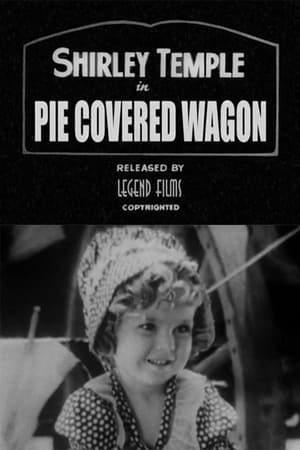 SHIRLEY TEMPLE
in
PIE COVERED WAGON
RELEASED BY
LEGEND FILMS
COPYRIGHTED